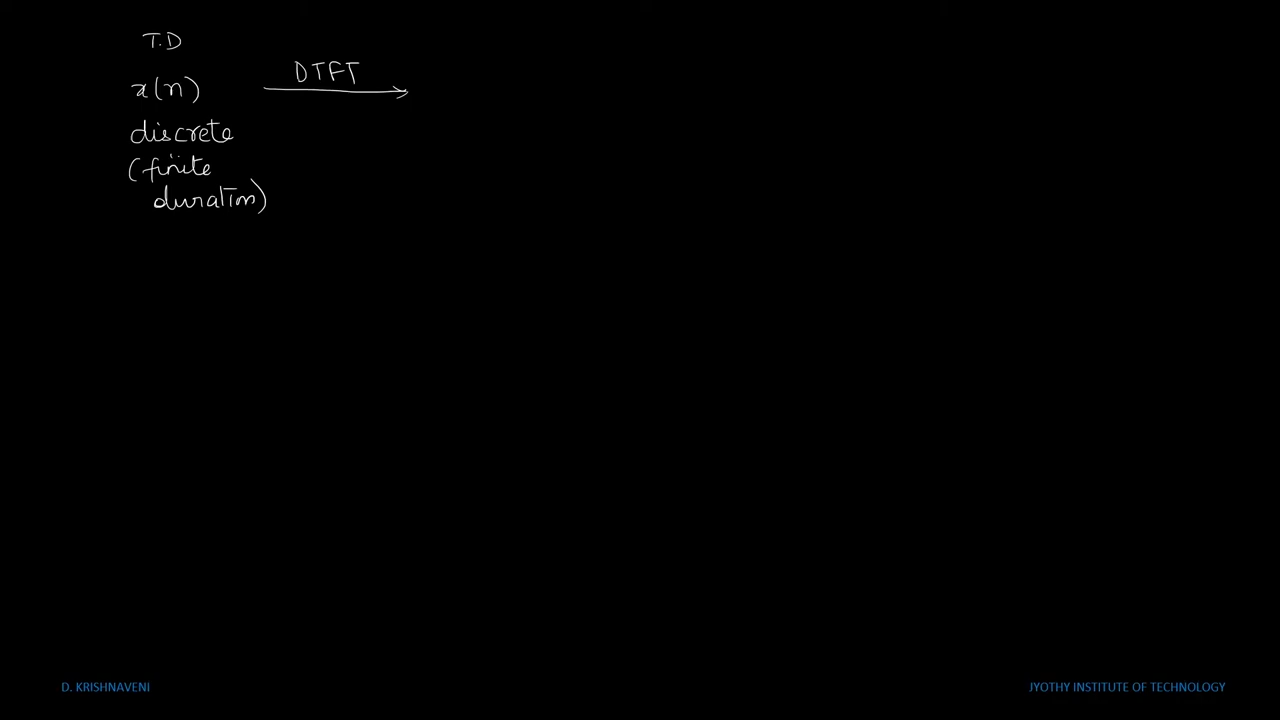 T.D
x(n)
DTFT
discrete
(finite
duration)
D. KRISHNAVENI
JYOTHY INSTITUTE OF TECHNOLOGY